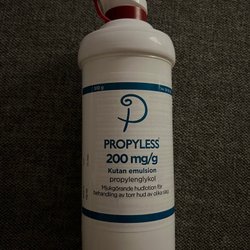 PROPYLESS
200 mg/g
Kutan emulsion
propylenglykol
Mjukgörande hudlotion för
behandling av torr hud av olika slag